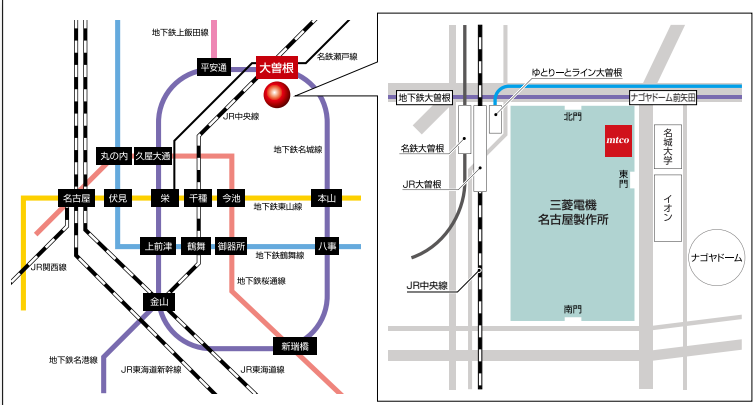 地下鉄上飯田線
名鉄瀬戸線
平安通
大曽根
JR中央線
地下鉄名城線
丸の内
久屋大通
名古屋
伏見
栄
千種
今池
本山
地下鉄東山線
上前津
鶴舞
御器所
八事
地下鉄鶴舞線
JR関西線
地下鉄桜通線
金山
新瑞橋
地下鉄名港線
JR東海道新幹線
JR東海道線
ゆとりーとライン大曽根
地下鉄大曽根
ナゴヤドーム前矢田
北門
mtco
名鉄大曽根
名城大学
東門
JR大曽根
イオン
三菱電機
名古屋製作所
ナゴヤドーム
JR中央線
南門